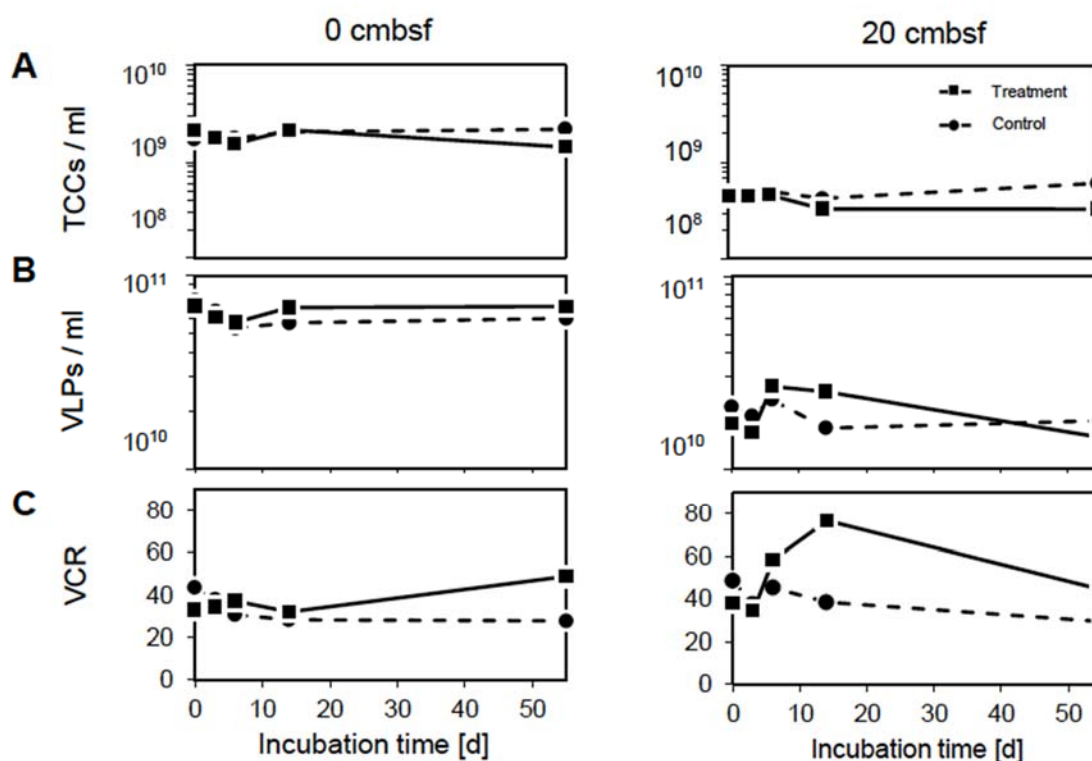 0 cmbsf
20 cmbsf
A
TCCs / ml
10¹⁰
10⁹
10⁸
10¹⁰
10⁹
10⁸
Treatment
Control
B
VLPs / ml
10¹¹
10¹⁰
10¹¹
10¹⁰
C
VCR
80
60
40
20
0
80
60
40
20
0
0 10 20 30 40 50
0 10 20 30 40 50
Incubation time [d]
Incubation time [d]